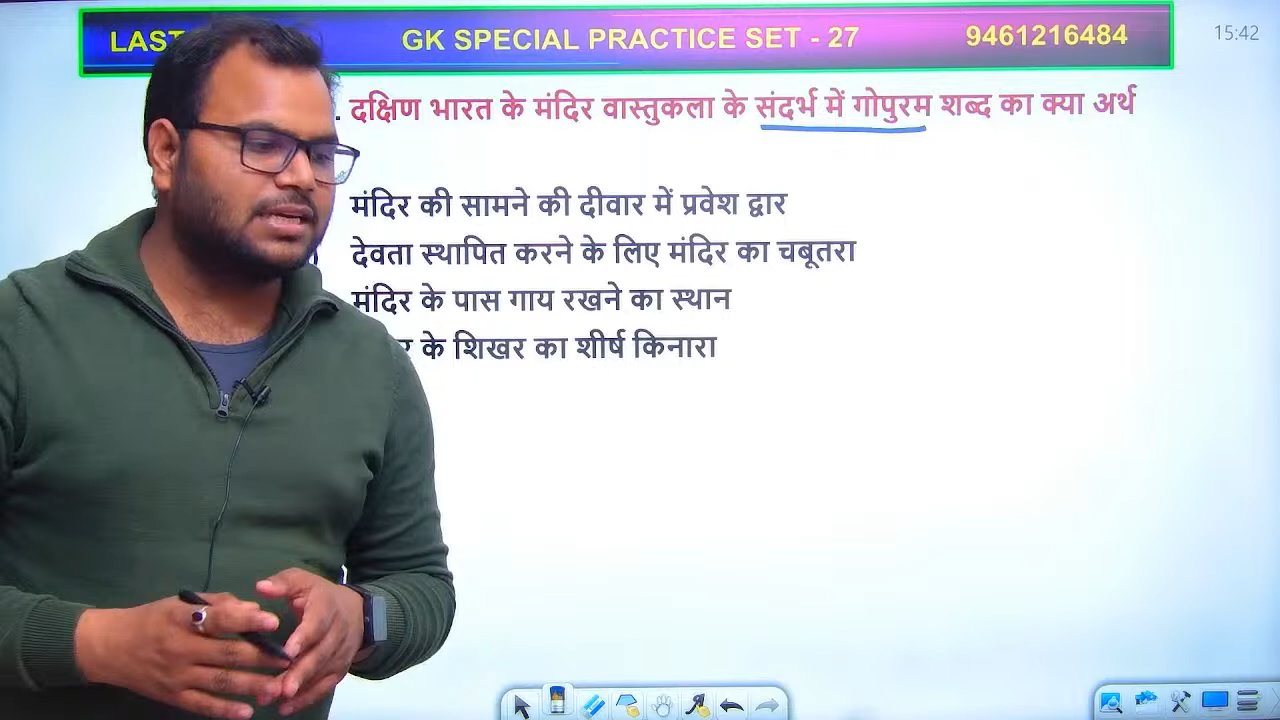 LAST GK SPECIAL PRACTICE SET - 27 9461216484 15:42
. दक्षिण भारत के मंदिर वास्तुकला के संदर्भ में गोपुरम शब्द का क्या अर्थ
मंदिर की सामने की दीवार में प्रवेश द्वार
देवता स्थापित करने के लिए मंदिर का चबूतरा
मंदिर के पास गाय रखने का स्थान
के शिखर का शीर्ष किनारा